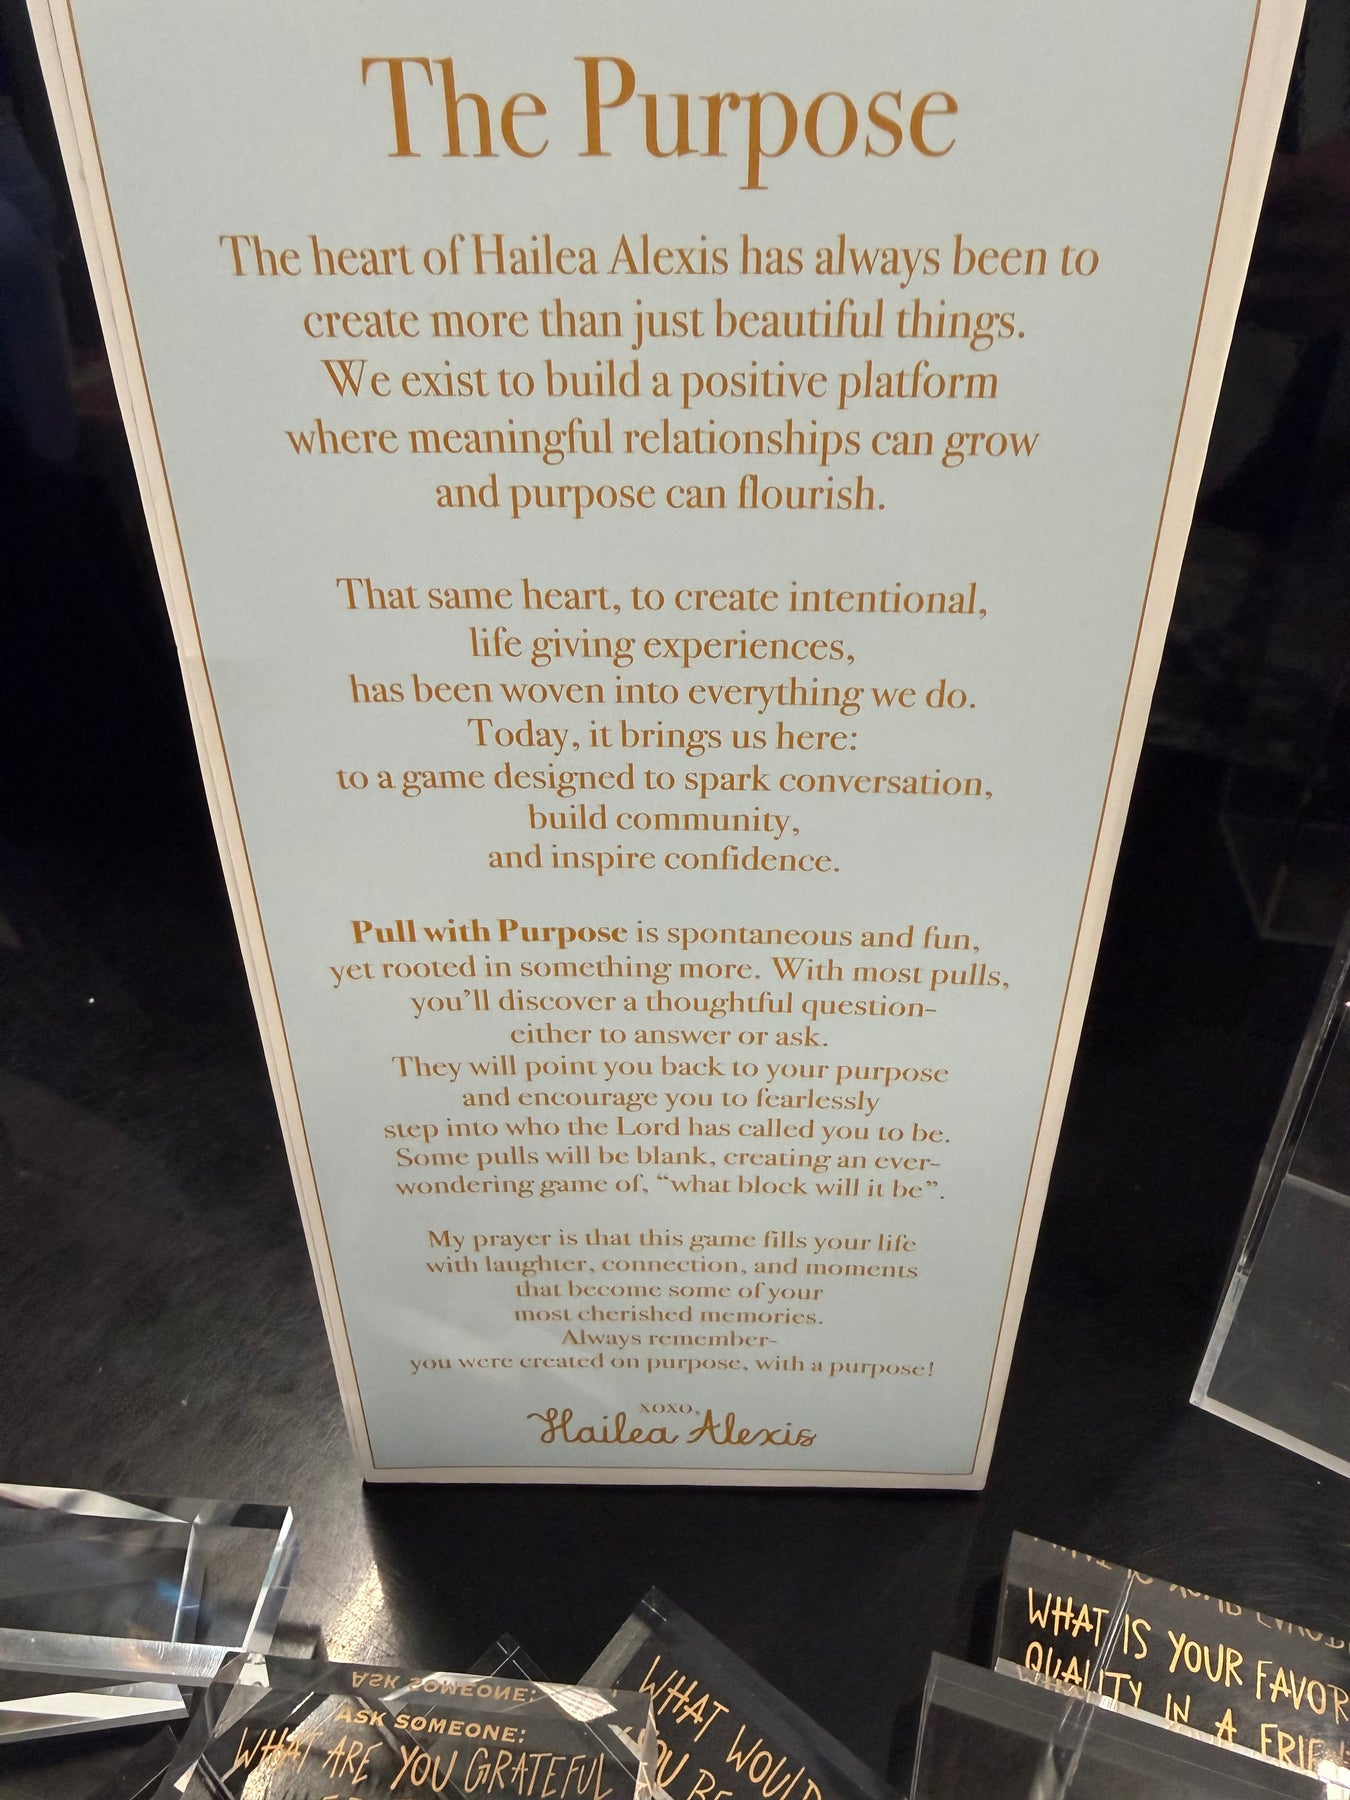 The Purpose
The heart of Hailea Alexis has always been to
create more than just beautiful things.
We exist to build a positive platform
where meaningful relationships can grow
and purpose can flourish.
That same heart, to create intentional,
life giving experiences,
has been woven into everything we do.
Today, it brings us here:
to a game designed to spark conversation,
build community,
and inspire confidence.
Pull with Purpose is spontaneous and fun,
yet rooted in something more. With most pulls,
you'll discover a thoughtful question-
either to answer or ask.
They will point you back to your purpose
and encourage you to fearlessly
step into who the Lord has called you to be.
Some pulls will be blank, creating an ever-
wondering game of, “what block will it be”.
My prayer is that this game fills your life
with laughter, connection, and moments
that become some of your
most cherished memories.
Always remember-
you were created on purpose, with a purpose!
xoxo,
Hailea Alexis
ASK SOMEONE:
ASK SOMEONE:
WHAT ARE YOU GRATEFUL
WHAT WOULD
YOU BE
WHAT IS YOUR FAVOR
QUALITY IN A FRIE